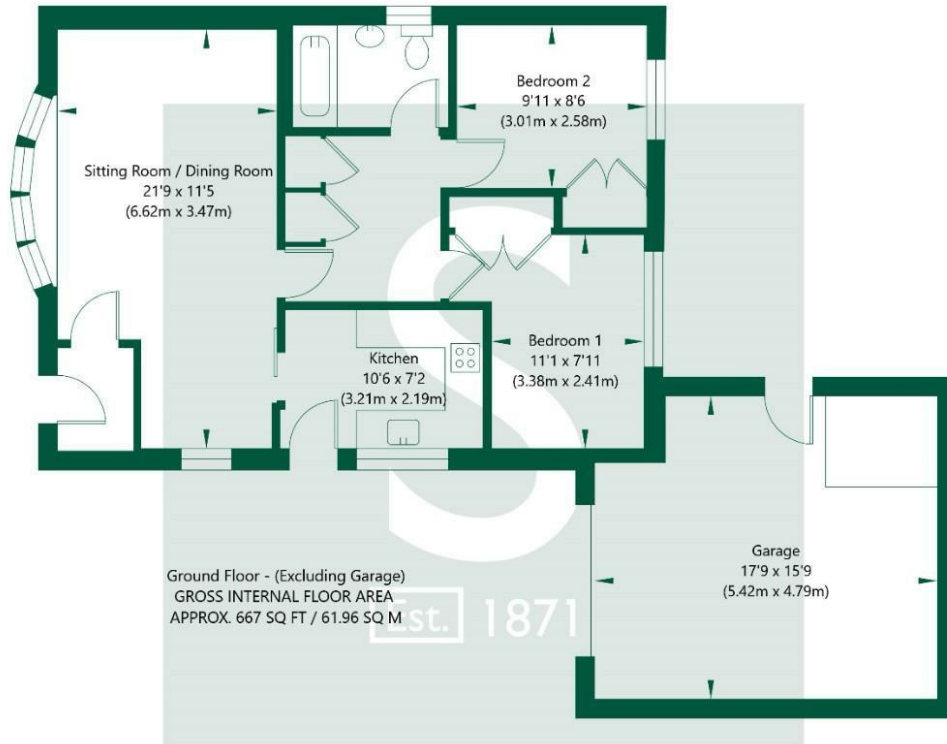 Bedroom 2
9'11 x 8'6
(3.01m x 2.58m)
Sitting Room / Dining Room
21'9 x 11'5
(6.62m x 3.47m)
Kitchen
10'6 x 7'2
(3.21m x 2.19m)
Bedroom 1
11'1 x 7'11
(3.38m x 2.41m)
Garage
17'9 x 15'9
(5.42m x 4.79m)
Ground Floor - (Excluding Garage)
GROSS INTERNAL FLOOR AREA
APPROX. 667 SQ FT / 61.96 SQ M
S
Est. 1871